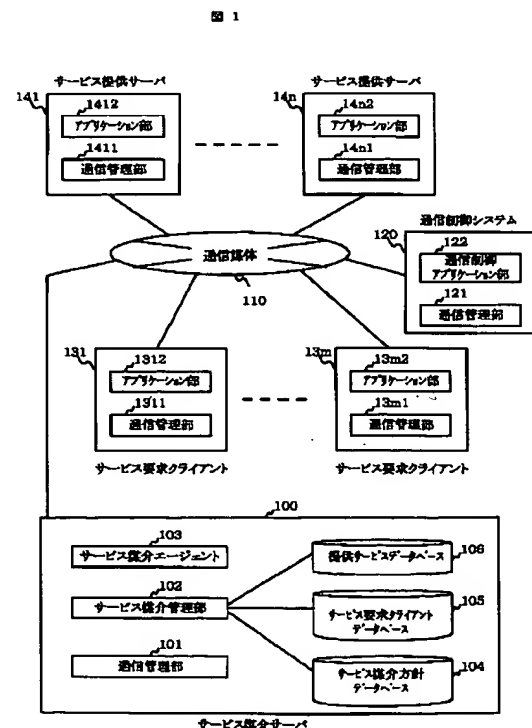 図 1
サービス提供サーバ
サービス提供サーバ
141
1412
アプリケーション部
1411
通信管理部
14n
14n2
アプリケーション部
14n1
通信管理部
通信媒体
110
通信制御システム
120
122
通信制御
アプリケーション部
121
通信管理部
131
1312
アプリケーション部
1311
通信管理部
サービス要求クライアント
13m
13m2
アプリケーション部
13m1
通信管理部
サービス要求クライアント
100
103
サービス媒介エージェント
102
サービス媒介管理部
101
通信管理部
提供サービスデータベース
106
サービス要求クライアント
データベース
105
サービス媒介方針
データベース
104
サービス媒介サーバ